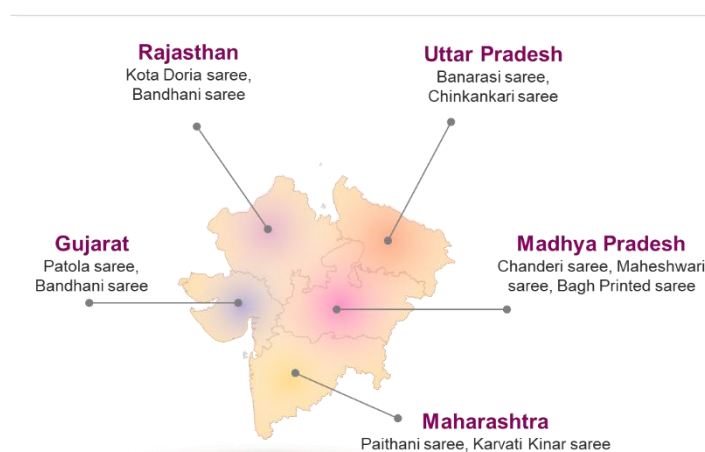 Rajasthan
Kota Doria saree,
Bandhani saree
Uttar Pradesh
Banarasi saree,
Chinkankari saree
Gujarat
Patola saree,
Bandhani saree
Madhya Pradesh
Chanderi saree, Maheshwari
saree, Bagh Printed saree
Maharashtra
Paithani saree, Karvati Kinar saree